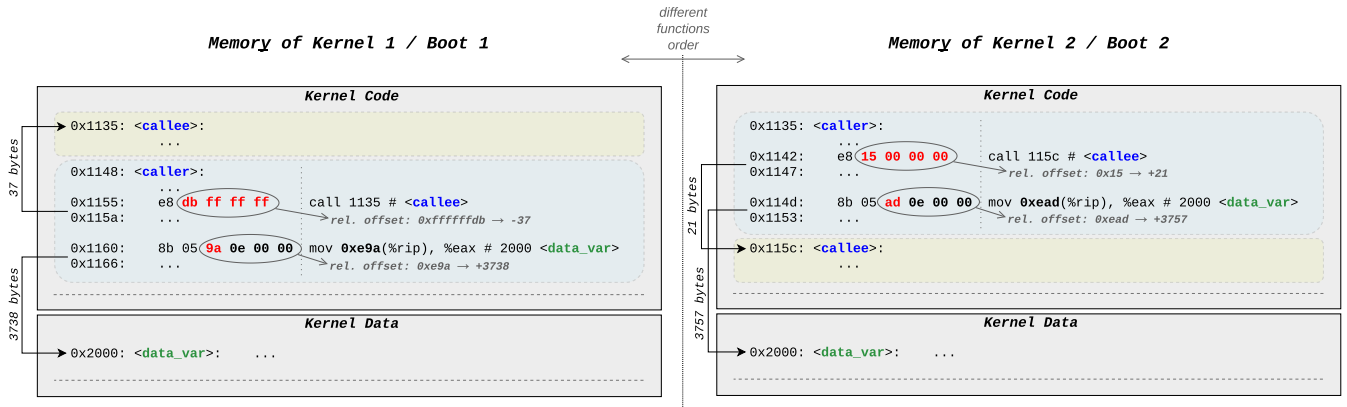 different
functions
order
Memory of Kernel 1 / Boot 1
Kernel Code
0x1135: <callee>:
...
0x1148: <caller>:
...
0x1155: e8 db ff ff ff call 1135 # <callee>
rel. offset: 0xffffffdb → -37
0x115a: ...
0x1160: 8b 05 9a 0e 00 00 mov 0xe9a(%rip), %eax # 2000 <data_var>
rel. offset: 0xe9a → +3738
0x1166: ...
37 bytes
3738 bytes
Kernel Data
0x2000: <data_var>: ...
Memory of Kernel 2 / Boot 2
Kernel Code
0x1135: <caller>:
...
0x1142: e8 15 00 00 00 call 115c # <callee>
rel. offset: 0x15 → +21
0x1147: ...
0x114d: 8b 05 ad 0e 00 00 mov 0xead(%rip), %eax # 2000 <data_var>
rel. offset: 0xead → +3757
0x1153: ...
0x115c: <callee>:
...
21 bytes
3757 bytes
Kernel Data
0x2000: <data_var>: ...